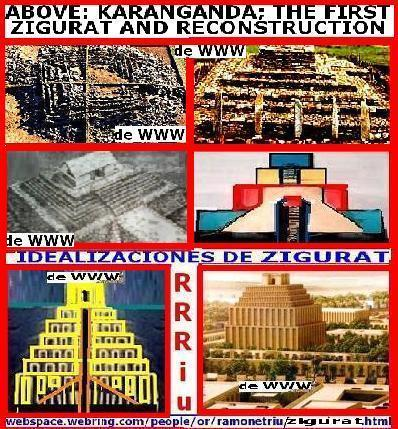 ABOVE: KARANGANDA; THE FIRST
ZIGURAT AND RECONSTRUCTION
de WWW
de WWW
de WWW
IDEALIZACIONES DE ZIGURAT
de WWW
R
R
R
i
u
de WWW
webspace.webring.com/people/or/ramonetriu/zigurat.html